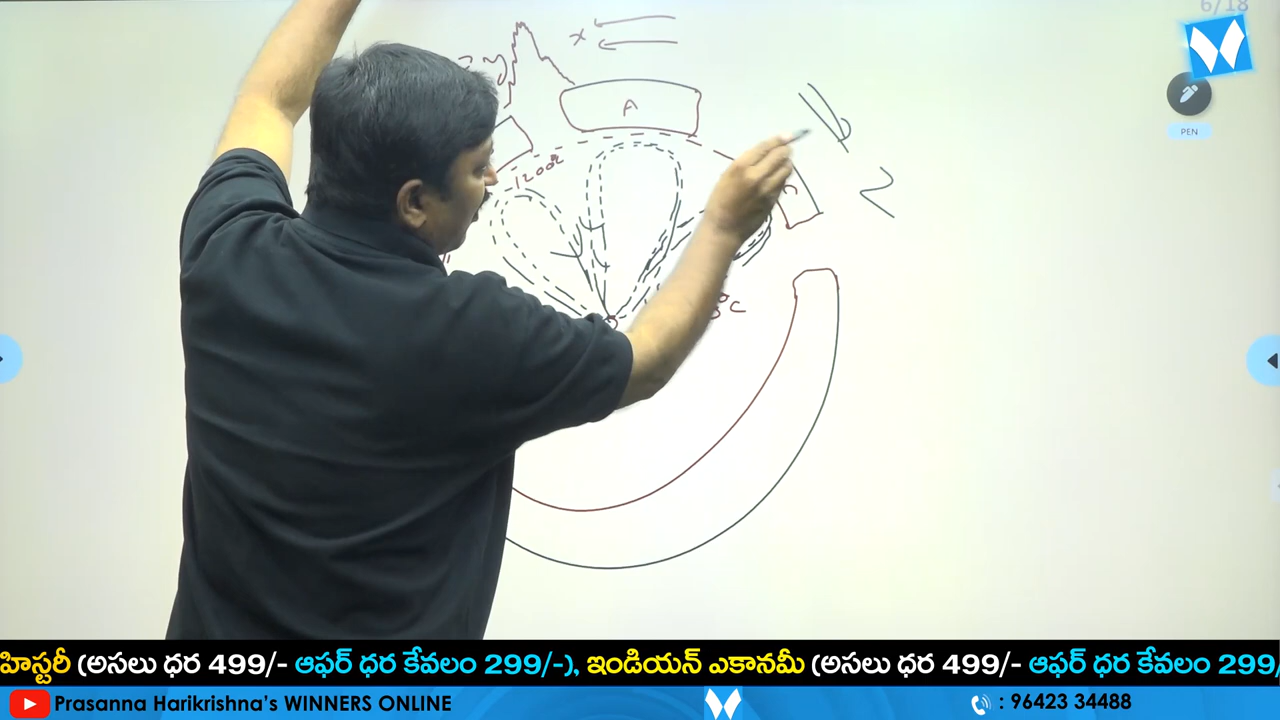 6/18
PEN
x
A
1200°C
°C
హిస్టరీ (అసలు ధర 499/- ఆఫర్ ధర కేవలం 299/-), ఇండియన్ ఎకానమీ (అసలు ధర 499/- ఆఫర్ ధర కేవలం 299/
Prasanna Harikrishna's WINNERS ONLINE
: 96423 34488